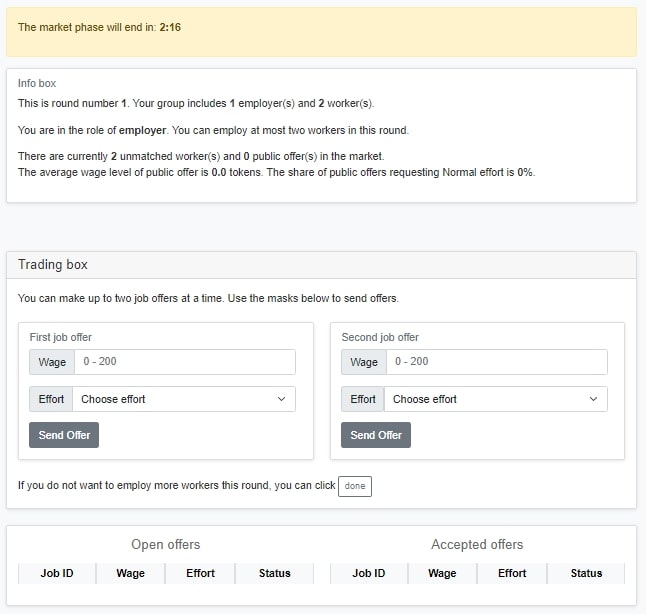 The market phase will end in: 2:16
Info box
This is round number 1. Your group includes 1 employer(s) and 2 worker(s).
You are in the role of employer. You can employ at most two workers in this round.
There are currently 2 unmatched worker(s) and 0 public offer(s) in the market.
The average wage level of public offer is 0.0 tokens. The share of public offers requesting Normal effort is 0%.
Trading box
You can make up to two job offers at a time. Use the masks below to send offers.
First job offer
Wage 0 - 200
Effort Choose effort
Send Offer
Second job offer
Wage 0 - 200
Effort Choose effort
Send Offer
If you do not want to employ more workers this round, you can click done
Open offers
Job ID Wage Effort Status
Accepted offers
Job ID Wage Effort Status